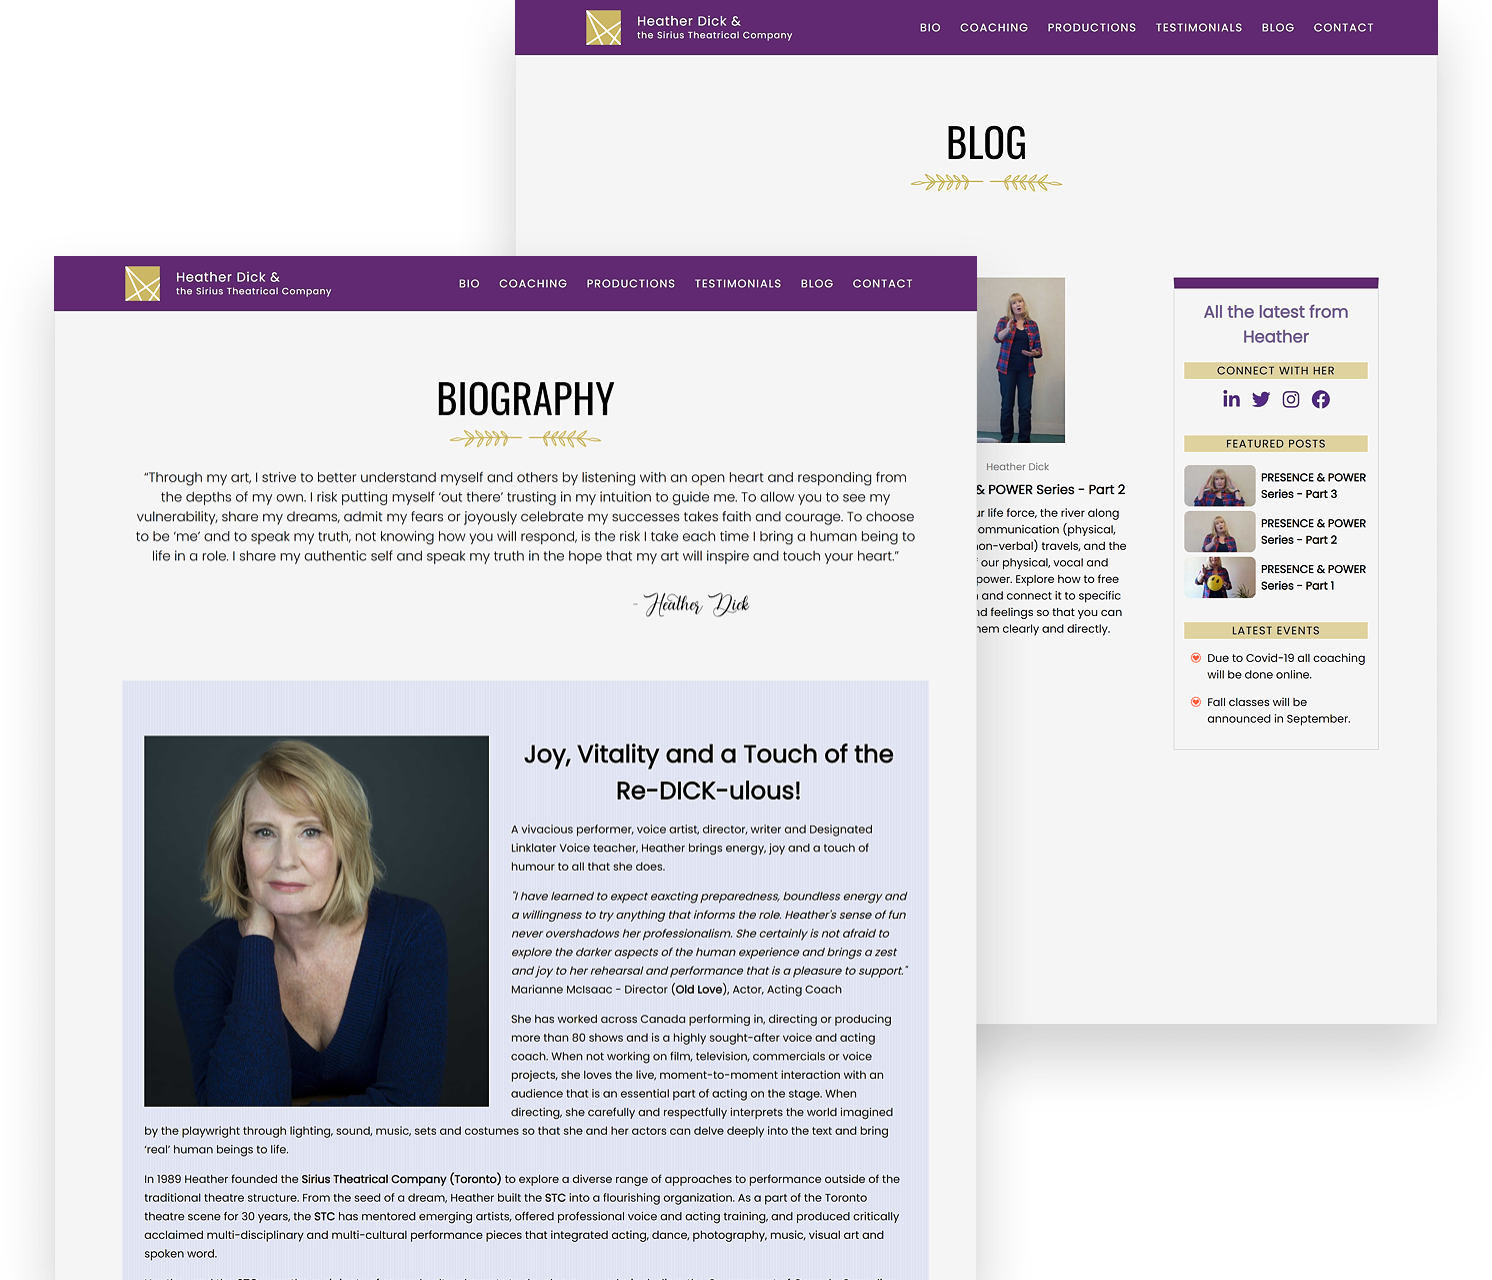 Heather Dick &
the Sirius Theatrical Company
BIO COACHING PRODUCTIONS TESTIMONIALS BLOG CONTACT
BLOG
Heather Dick
& POWER Series - Part 2
life force, the river along
(physical,
travels, and the
our physical, vocal and
power. Explore how to free
and connect it to specific
feelings so that you can
clearly and directly.
All the latest from
Heather
CONNECT WITH HER
FEATURED POSTS
PRESENCE & POWER
Series - Part 3
PRESENCE & POWER
Series - Part 2
PRESENCE & POWER
Series - Part 1
LATEST EVENTS
Due to Covid-19 all coaching
will be done online.
Fall classes will be
announced in September.
Heather Dick &
the Sirius Theatrical Company
BIO COACHING PRODUCTIONS TESTIMONIALS BLOG CONTACT
BIOGRAPHY
“Through my art, I strive to better understand myself and others by listening with an open heart and responding from
the depths of my own. I risk putting myself ‘out there’ trusting in my intuition to guide me. To allow you to see my
vulnerability, share my dreams, admit my fears or joyously celebrate my successes takes faith and courage. To choose
to be ‘me’ and to speak my truth, not knowing how you will respond, is the risk I take each time I bring a human being to
life in a role. I share my authentic self and speak my truth in the hope that my art will inspire and touch your heart.”
- Heather Dick
Joy, Vitality and a Touch of the
Re-DICK-ulous!
A vivacious performer, voice artist, director, writer and Designated
Linklater Voice teacher, Heather brings energy, joy and a touch of
humour to all that she does.
"I have learned to expect eaxcting preparedness, boundless energy and
a willingness to try anything that informs the role. Heather's sense of fun
never overshadows her professionalism. She certainly is not afraid to
explore the darker aspects of the human experience and brings a zest
and joy to her rehearsal and performance that is a pleasure to support."
Marianne McIsaac - Director (Old Love), Actor, Acting Coach
She has worked across Canada performing in, directing or producing
more than 80 shows and is a highly sought-after voice and acting
coach. When not working on film, television, commercials or voice
projects, she loves the live, moment-to-moment interaction with an
audience that is an essential part of acting on the stage. When
directing, she carefully and respectfully interprets the world imagined
by the playwright through lighting, sound, music, sets and costumes so that she and her actors can delve deeply into the text and bring
‘real’ human beings to life.
In 1989 Heather founded the Sirius Theatrical Company (Toronto) to explore a diverse range of approaches to performance outside of the
traditional theatre structure. From the seed of a dream, Heather built the STC into a flourishing organization. As a part of the Toronto
theatre scene for 30 years, the STC has mentored emerging artists, offered professional voice and acting training, and produced critically
acclaimed multi-disciplinary and multi-cultural performance pieces that integrated acting, dance, photography, music, visual art and
spoken word.